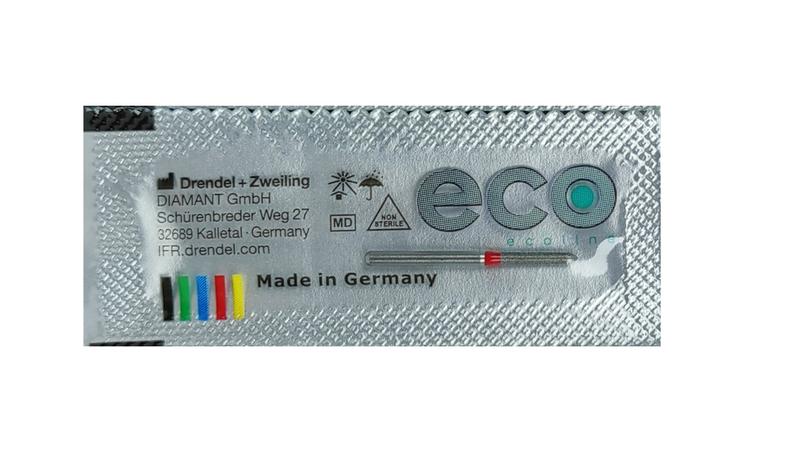 Drendel + Zweiling
DIAMANT GmbH
Schürenbreder Weg 27
32689 Kalletal · Germany
IFR.drendel.com
MD
NON
STERILE
eco
ecoline
Made in Germany